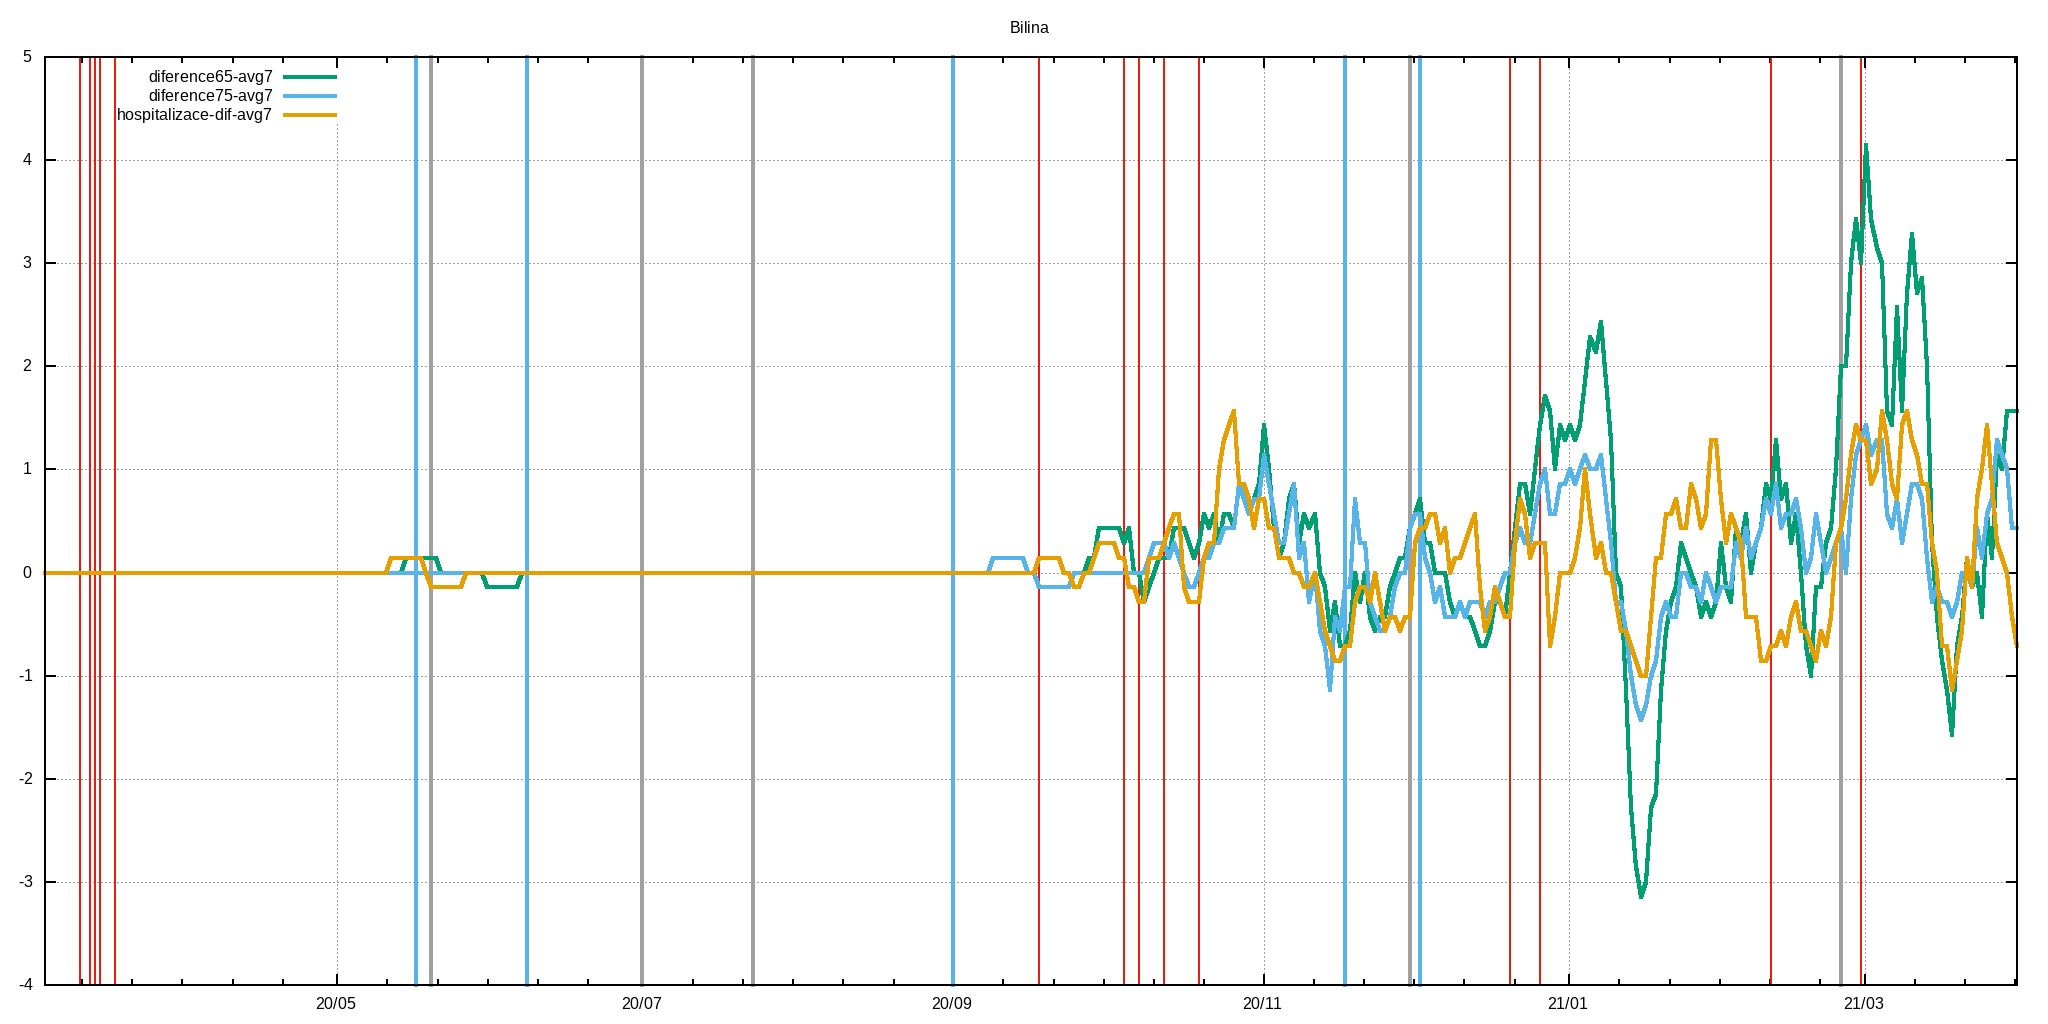 Bilina
5
diference65-avg7
diference75-avg7
hospitalizace-dif-avg7
4
3
2
1
0
-1
-2
-3
-4
20/05 20/07 20/09 20/11 21/01 21/03